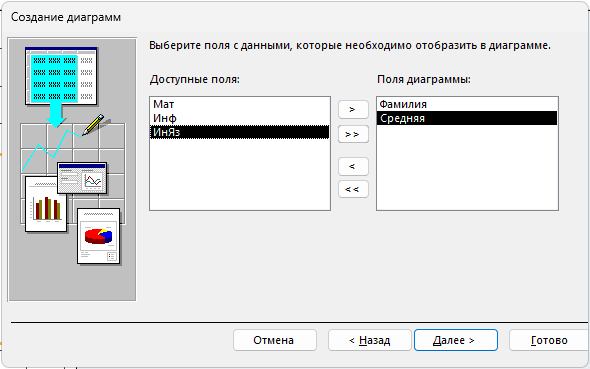 Создание диаграмм
Выберите поля с данными, которые необходимо отобразить в диаграмме.
Доступные поля:
Поля диаграммы:
Мат
Инф
ИнЯз
>
>>
<
<<
Фамилия
Средняя
Отмена
< Назад
Далее >
Готово